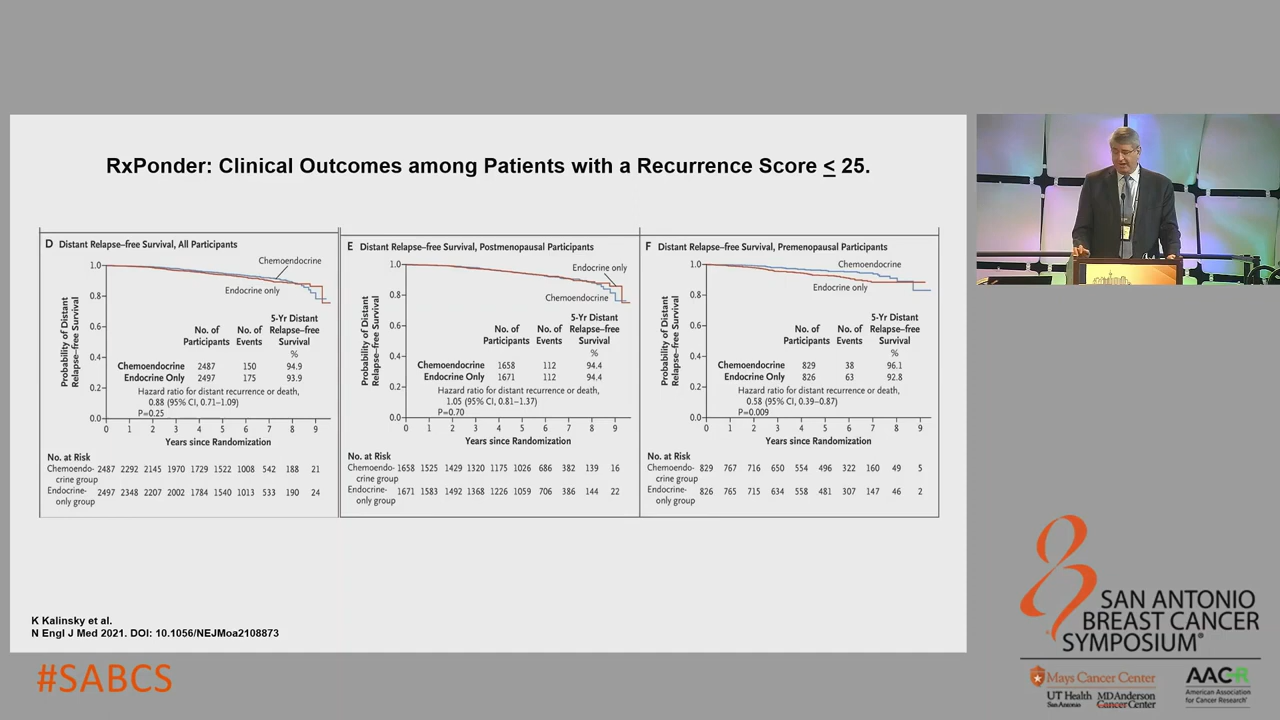 RxPonder: Clinical Outcomes among Patients with a Recurrence Score ≤ 25.
D Distant Relapse–free Survival, All Participants
Probability of Distant
Relapse–free Survival
1.0
0.8
0.6
0.4
0.2
0.0
Chemoendocrine
Endocrine only
No. of
Participants
No. of
Events
5-Yr Distant
Relapse–free
Survival
%
Chemoendocrine 2487 150 94.9
Endocrine Only 2497 175 93.9
Hazard ratio for distant recurrence or death,
0.88 (95% CI, 0.71–1.09)
P=0.25
0 1 2 3 4 5 6 7 8 9
Years since Randomization
No. at Risk
Chemoendo-
crine group
2487 2292 2145 1970 1729 1522 1008 542 188 21
Endocrine-
only group
2497 2348 2207 2002 1784 1540 1013 533 190 24
E Distant Relapse–free Survival, Postmenopausal Participants
Probability of Distant
Relapse–free Survival
1.0
0.8
0.6
0.4
0.2
0.0
Endocrine only
Chemoendocrine
No. of
Participants
No. of
Events
5-Yr Distant
Relapse–free
Survival
%
Chemoendocrine 1658 112 94.4
Endocrine Only 1671 112 94.4
Hazard ratio for distant recurrence or death,
1.05 (95% CI, 0.81–1.37)
P=0.70
0 1 2 3 4 5 6 7 8 9
Years since Randomization
No. at Risk
Chemoendo-
crine group
1658 1525 1429 1320 1175 1026 686 382 139 16
Endocrine-
only group
1671 1583 1492 1368 1226 1059 706 386 144 22
F Distant Relapse–free Survival, Premenopausal Participants
Probability of Distant
Relapse–free Survival
1.0
0.8
0.6
0.4
0.2
0.0
Chemoendocrine
Endocrine only
No. of
Participants
No. of
Events
5-Yr Distant
Relapse–free
Survival
%
Chemoendocrine 829 38 96.1
Endocrine Only 826 63 92.8
Hazard ratio for distant recurrence or death,
0.58 (95% CI, 0.39–0.87)
P=0.009
0 1 2 3 4 5 6 7 8 9
Years since Randomization
No. at Risk
Chemoendo-
crine group
829 767 716 650 554 496 322 160 49 5
Endocrine-
only group
826 765 715 634 558 481 307 147 46 2
K Kalinsky et al.
N Engl J Med 2021. DOI: 10.1056/NEJMoa2108873
#SABCS
SAN ANTONIO
BREAST CANCER
SYMPOSIUM®
Mays Cancer Center
UT Health
San Antonio
MD Anderson
Cancer Center
AACR
American Association
for Cancer Research®